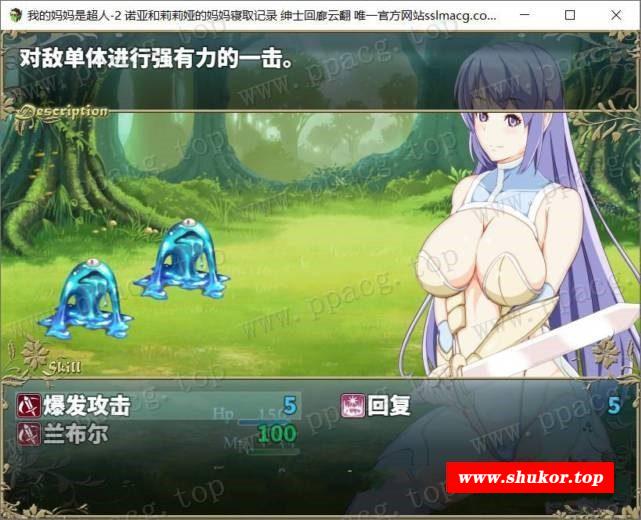 我的妈妈是超人-2 诺亚和莉莉娅的妈妈寝取记录 绅士回廊云翻 唯一官方网站sslmacg.co...
对敌单体进行强有力的一击。
Description
www.ppacg.top
Skill
爆发攻击 5 回复 5
Hp 150
兰布尔 100
www.shukor.top